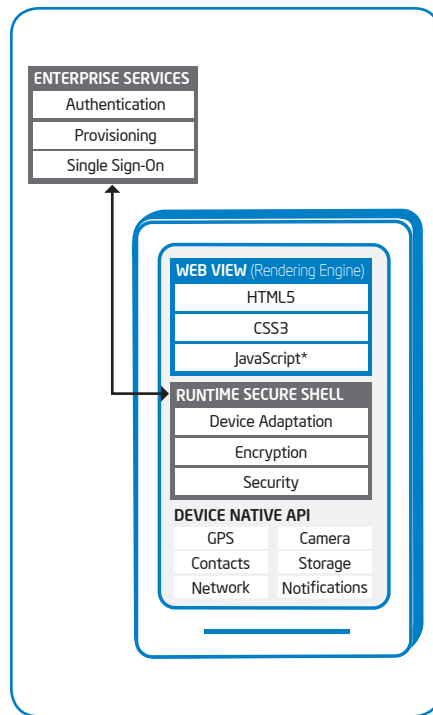 ENTERPRISE SERVICES
Authentication
Provisioning
Single Sign-On
WEB VIEW (Rendering Engine)
HTML5
CSS3
JavaScript*
RUNTIME SECURE SHELL
Device Adaptation
Encryption
Security
DEVICE NATIVE API
GPS Camera
Contacts Storage
Network Notifications